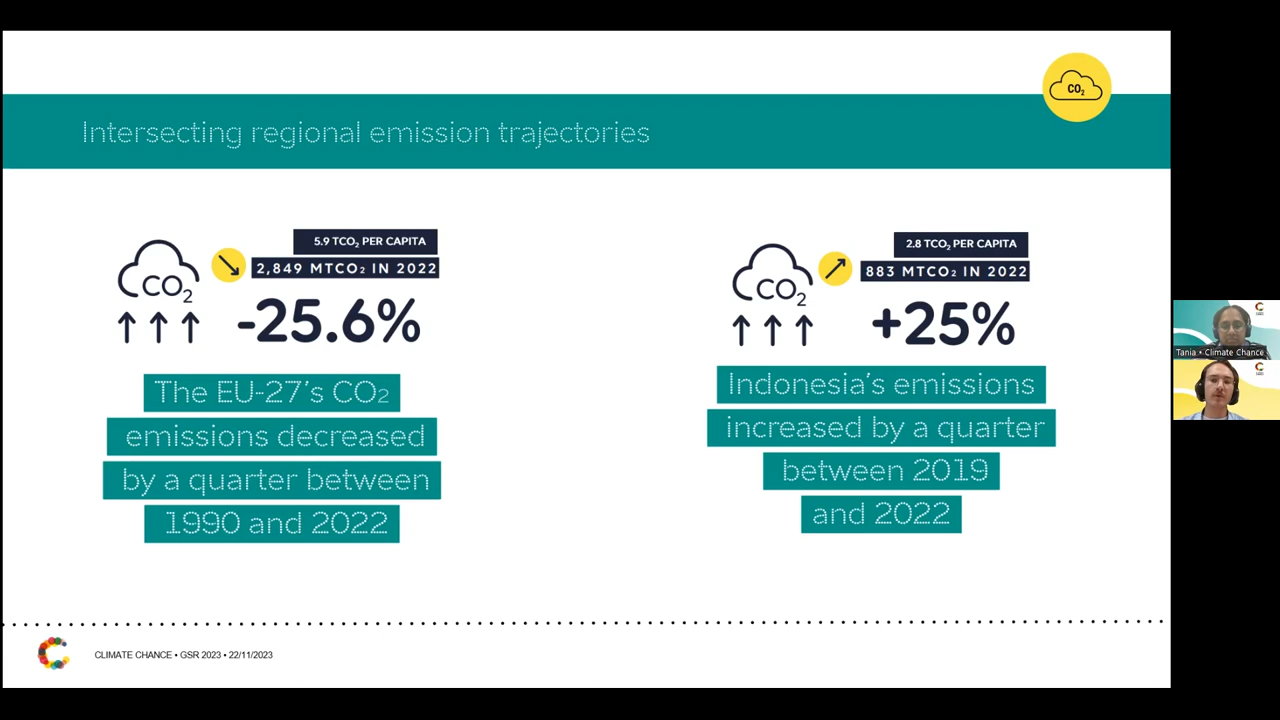 CO₂
Intersecting regional emission trajectories
5.9 TCO₂ PER CAPITA
2,849 MTCO₂ IN 2022
CO₂
-25.6%
The EU-27's CO₂
emissions decreased
by a quarter between
1990 and 2022
2.8 TCO₂ PER CAPITA
883 MTCO₂ IN 2022
CO₂
+25%
Indonesia's emissions
increased by a quarter
between 2019
and 2022
Tania • Climate Chance
CLIMATE CHANCE • GSR 2023 • 22/11/2023